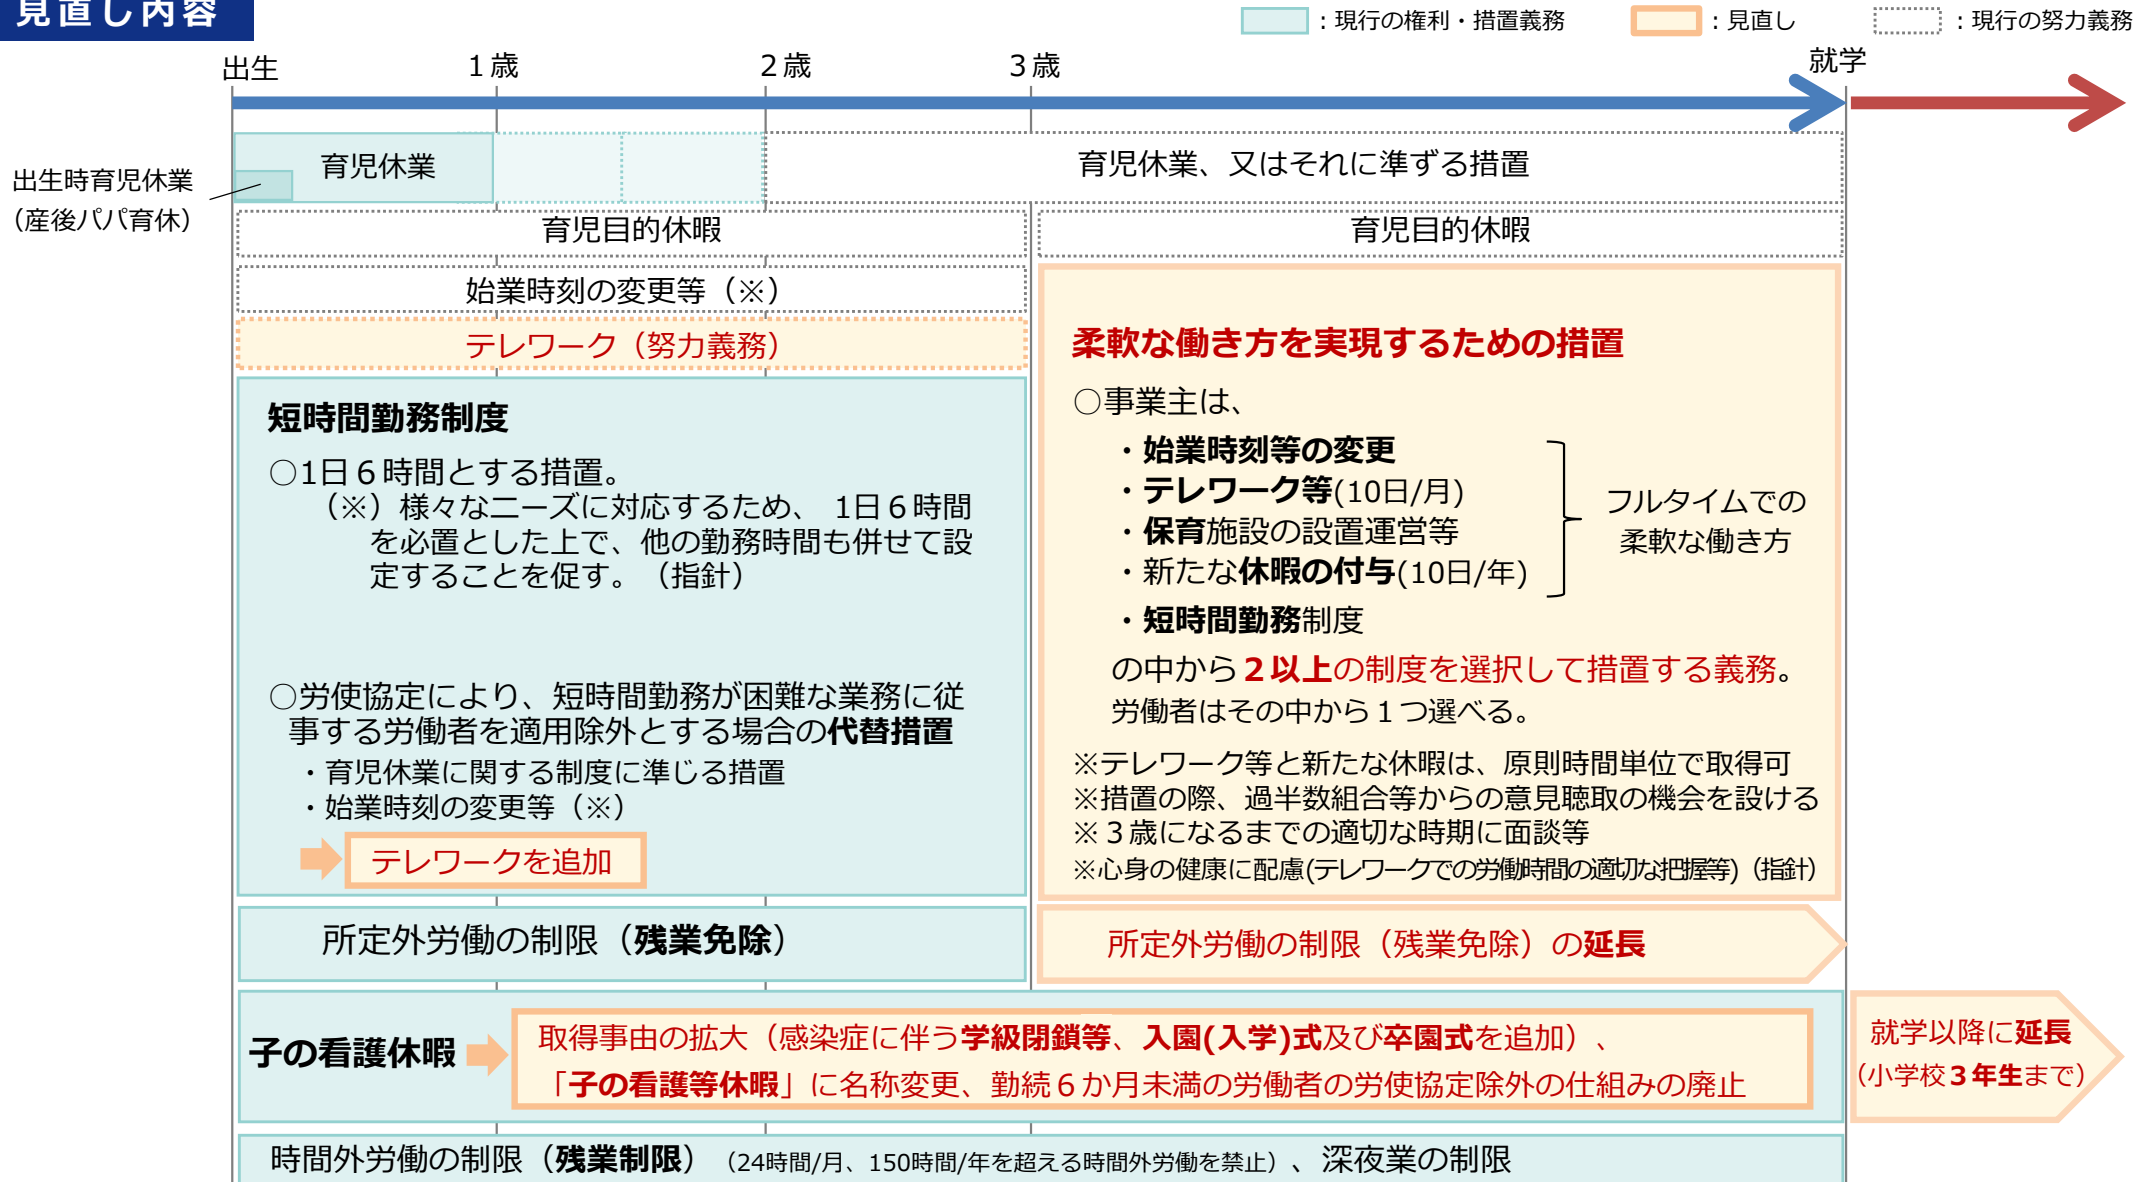 見直し内容
：現行の権利・措置義務
：見直し
：現行の努力義務
出生
１歳
２歳
３歳
就学
出生時育児休業
（産後パパ育休）
育児休業
育児休業、又はそれに準ずる措置
育児目的休暇
育児目的休暇
始業時刻の変更等（※）
テレワーク（努力義務）
短時間勤務制度
○1日６時間とする措置。
（※）様々なニーズに対応するため、 1日６時間
を必置とした上で、他の勤務時間も併せて設
定することを促す。（指針）
○労使協定により、短時間勤務が困難な業務に従
事する労働者を適用除外とする場合の代替措置
・育児休業に関する制度に準じる措置
・始業時刻の変更等（※）
テレワークを追加
柔軟な働き方を実現するための措置
○事業主は、
・始業時刻等の変更
・テレワーク等(10日/月)
・保育施設の設置運営等
・新たな休暇の付与(10日/年)
・短時間勤務制度
フルタイムでの
柔軟な働き方
の中から２以上の制度を選択して措置する義務。
労働者はその中から１つ選べる。
※テレワーク等と新たな休暇は、原則時間単位で取得可
※措置の際、過半数組合等からの意見聴取の機会を設ける
※３歳になるまでの適切な時期に面談等
※心身の健康に配慮(テレワークでの労働時間の適切な把握等)（指針）
所定外労働の制限（残業免除）
所定外労働の制限（残業免除）の延長
子の看護休暇
取得事由の拡大（感染症に伴う学級閉鎖等、入園(入学)式及び卒園式を追加）、
「子の看護等休暇」に名称変更、勤続６か月未満の労働者の労使協定除外の仕組みの廃止
就学以降に延長
（小学校３年生まで）
時間外労働の制限（残業制限）（24時間/月、150時間/年を超える時間外労働を禁止）、深夜業の制限